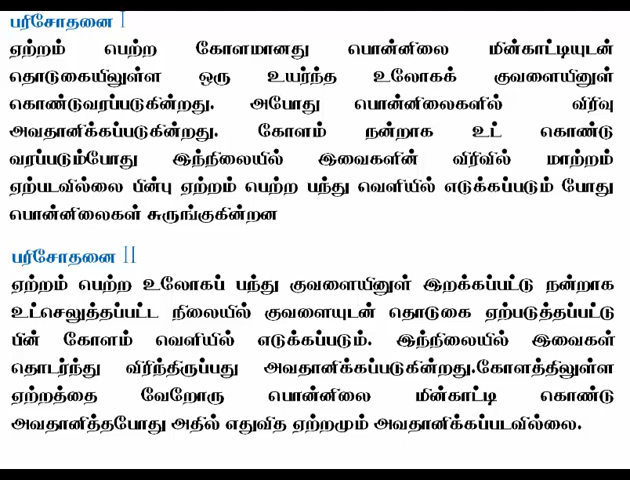 பரிசோதனை I
ஏற்றம் பெற்ற கோளமானது பொன்னிலை மின்காட்டியுடன்
தொடுகையிலுள்ள ஒரு உயர்ந்த உலோகக் குவளையினுள்
கொண்டுவரப்படுகின்றது. அபோது பொன்னிலைகளில் விரிவு
அவதானிக்கப்படுகின்றது. கோளம் நன்றாக உட் கொண்டு
வரப்படும்போது இந்நிலையில் இவைகளின் விரிவில் மாற்றம்
ஏற்படவில்லை பின்பு ஏற்றம் பெற்ற பந்து வெளியில் எடுக்கப்படும் போது
பொன்னிலைகள் சுருங்குகின்றன
பரிசோதனை II
ஏற்றம் பெற்ற உலோகப் பந்து குவளையினுள் இறக்கப்பட்டு நன்றாக
உட்செலுத்தப்பட்ட நிலையில் குவளையுடன் தொடுகை ஏற்படுத்தப்பட்டு
பின் கோளம் வெளியில் எடுக்கப்படும். இந்நிலையில் இவைகள்
தொடர்ந்து விரிந்திருப்பது அவதானிக்கப்படுகின்றது.கோளத்திலுள்ள
ஏற்றத்தை வேறோரு பொன்னிலை மின்காட்டி கொண்டு
அவதானித்தபோது அதில் எதுவித ஏற்றமும் அவதானிக்கப்படவில்லை.